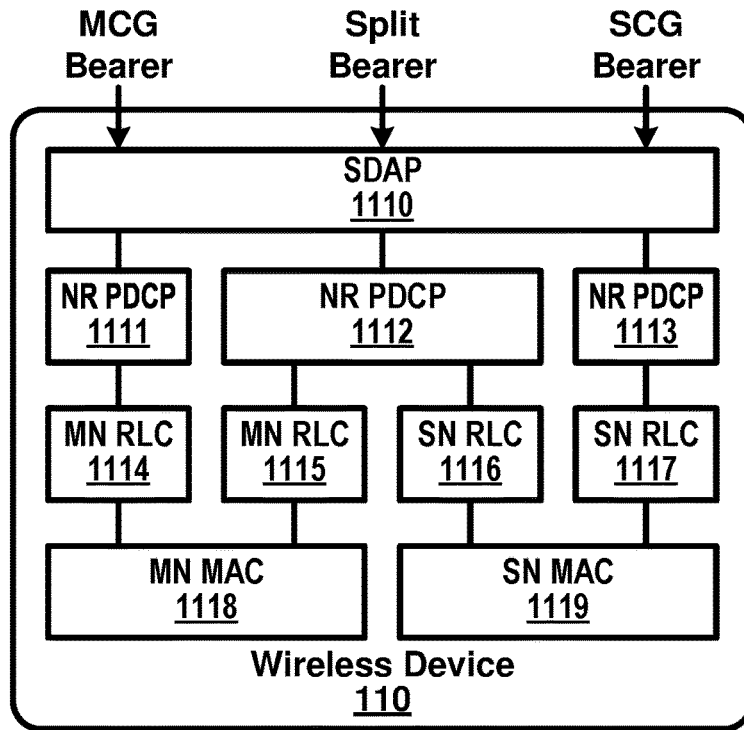 MCG Bearer
Split Bearer
SCG Bearer
SDAP
1110
NR PDCP
1111
NR PDCP
1112
NR PDCP
1113
MN RLC
1114
MN RLC
1115
SN RLC
1116
SN RLC
1117
MN MAC
1118
SN MAC
1119
Wireless Device
110